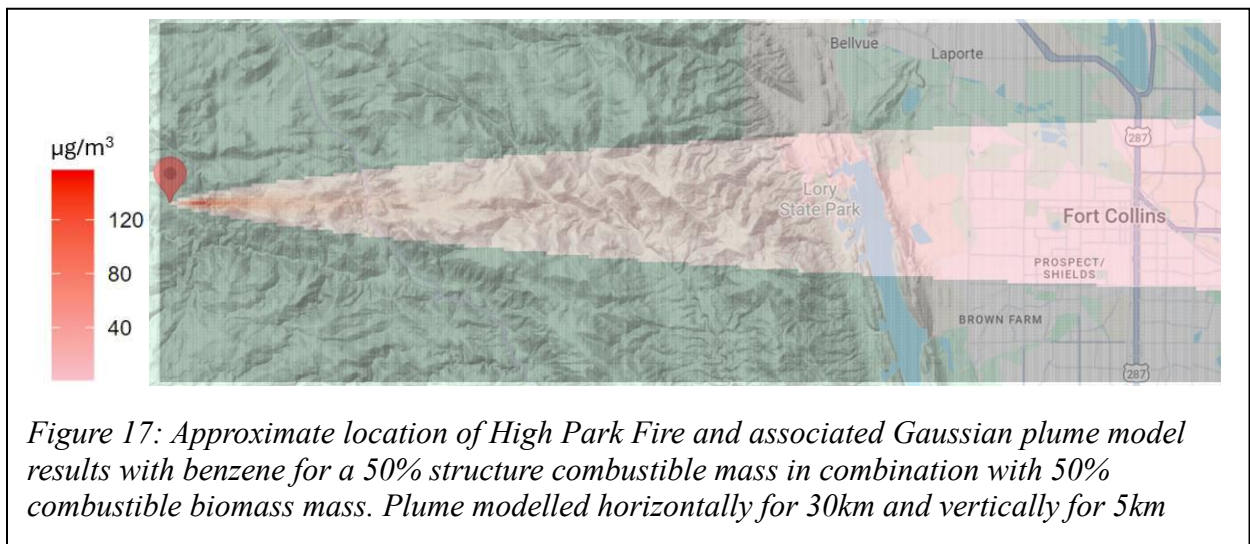 Bellvue
Laporte
µg/m³
287
120
Lory
State Park
Fort Collins
80
PROSPECT/
SHIELDS
40
BROWN FARM
287
Figure 17: Approximate location of High Park Fire and associated Gaussian plume model
results with benzene for a 50% structure combustible mass in combination with 50%
combustible biomass mass. Plume modelled horizontally for 30km and vertically for 5km